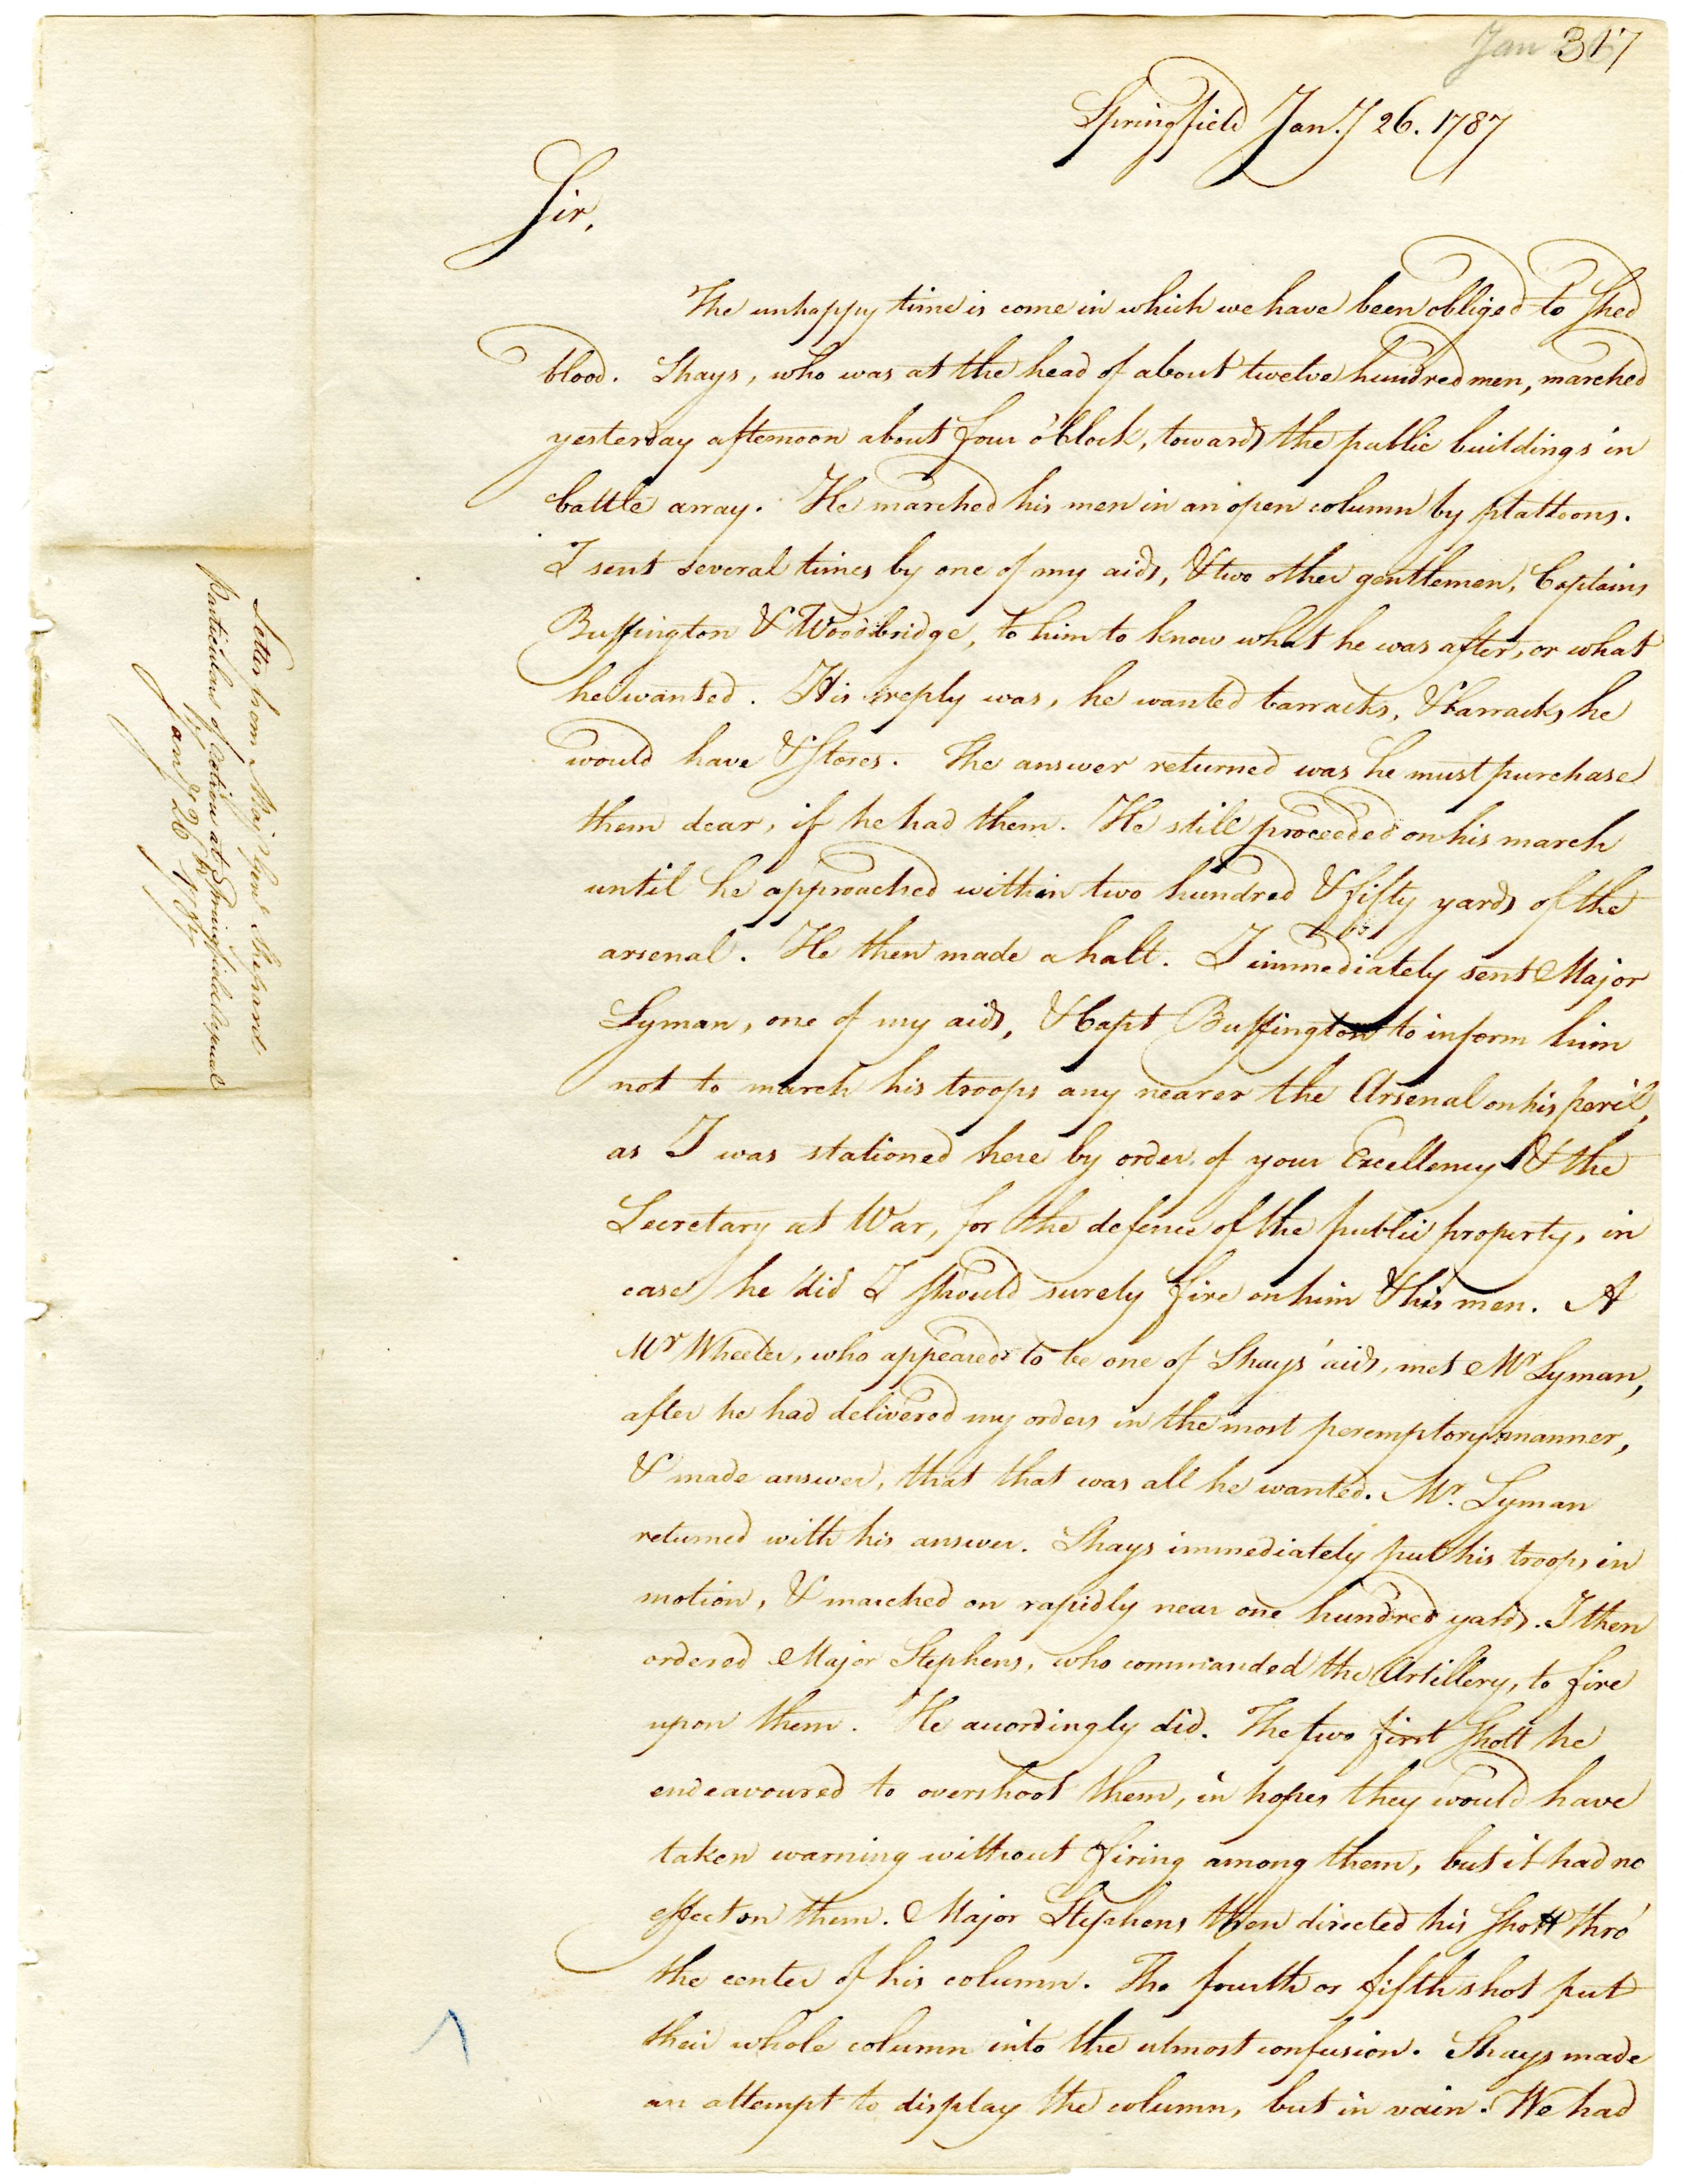 Jan 317
Springfield Jan.y 26. 1787
Sir,
The unhappy time is come in which we have been obliged to shed
blood. Shays, who was at the head of about twelve hundred men, marched
yesterday afternoon about four o'Clock, towards the public buildings in
battle array. He marched his men in an open column by plattoons.
I sent several times by one of my aids, & two other gentlemen, Captains
Buffington & Woodbridge, to him to know what he was after, or what
he wanted. His reply was, he wanted barracks, & barracks he
would have & stores. The answer returned was he must purchase
them dear, if he had them. He still proceeded on his march
until he approached within two hundred & fifty yards of the
arsenal. He then made a halt. I immediately sent Major
Lyman, one of my aids, & Capt Buffington to inform him
not to march his troops any nearer the Arsenal on his peril,
as I was stationed here by order of your Excellency & the
Secretary at War, for the defence of the public property, in
case he did I should surely fire on him & his men. A
Mr Wheeler, who appeared to be one of Shays' aids, met Mr Lyman,
after he had delivered my orders in the most peremptory manner,
& made answer, that that was all he wanted. Mr. Lyman
returned with his answer. Shays immediately put his troops in
motion, & marched on rapidly near one hundred yards. I then
ordered Major Stephens, who commanded the Artillery, to fire
upon them. He accordingly did. The two first shott he
endeavoured to overshoot them, in hopes they would have
taken warning without firing among them, but it had no
effect on them. Major Stephens then directed his shott thro'
the center of his column. The fourth or fifth shot put
their whole column into the utmost confusion. Shays made
an attempt to display the column, but in vain. We had
Letter from Maj. Genl Shepard
Particulars of Action at Springfield Arsenal
Jany 26th 1787